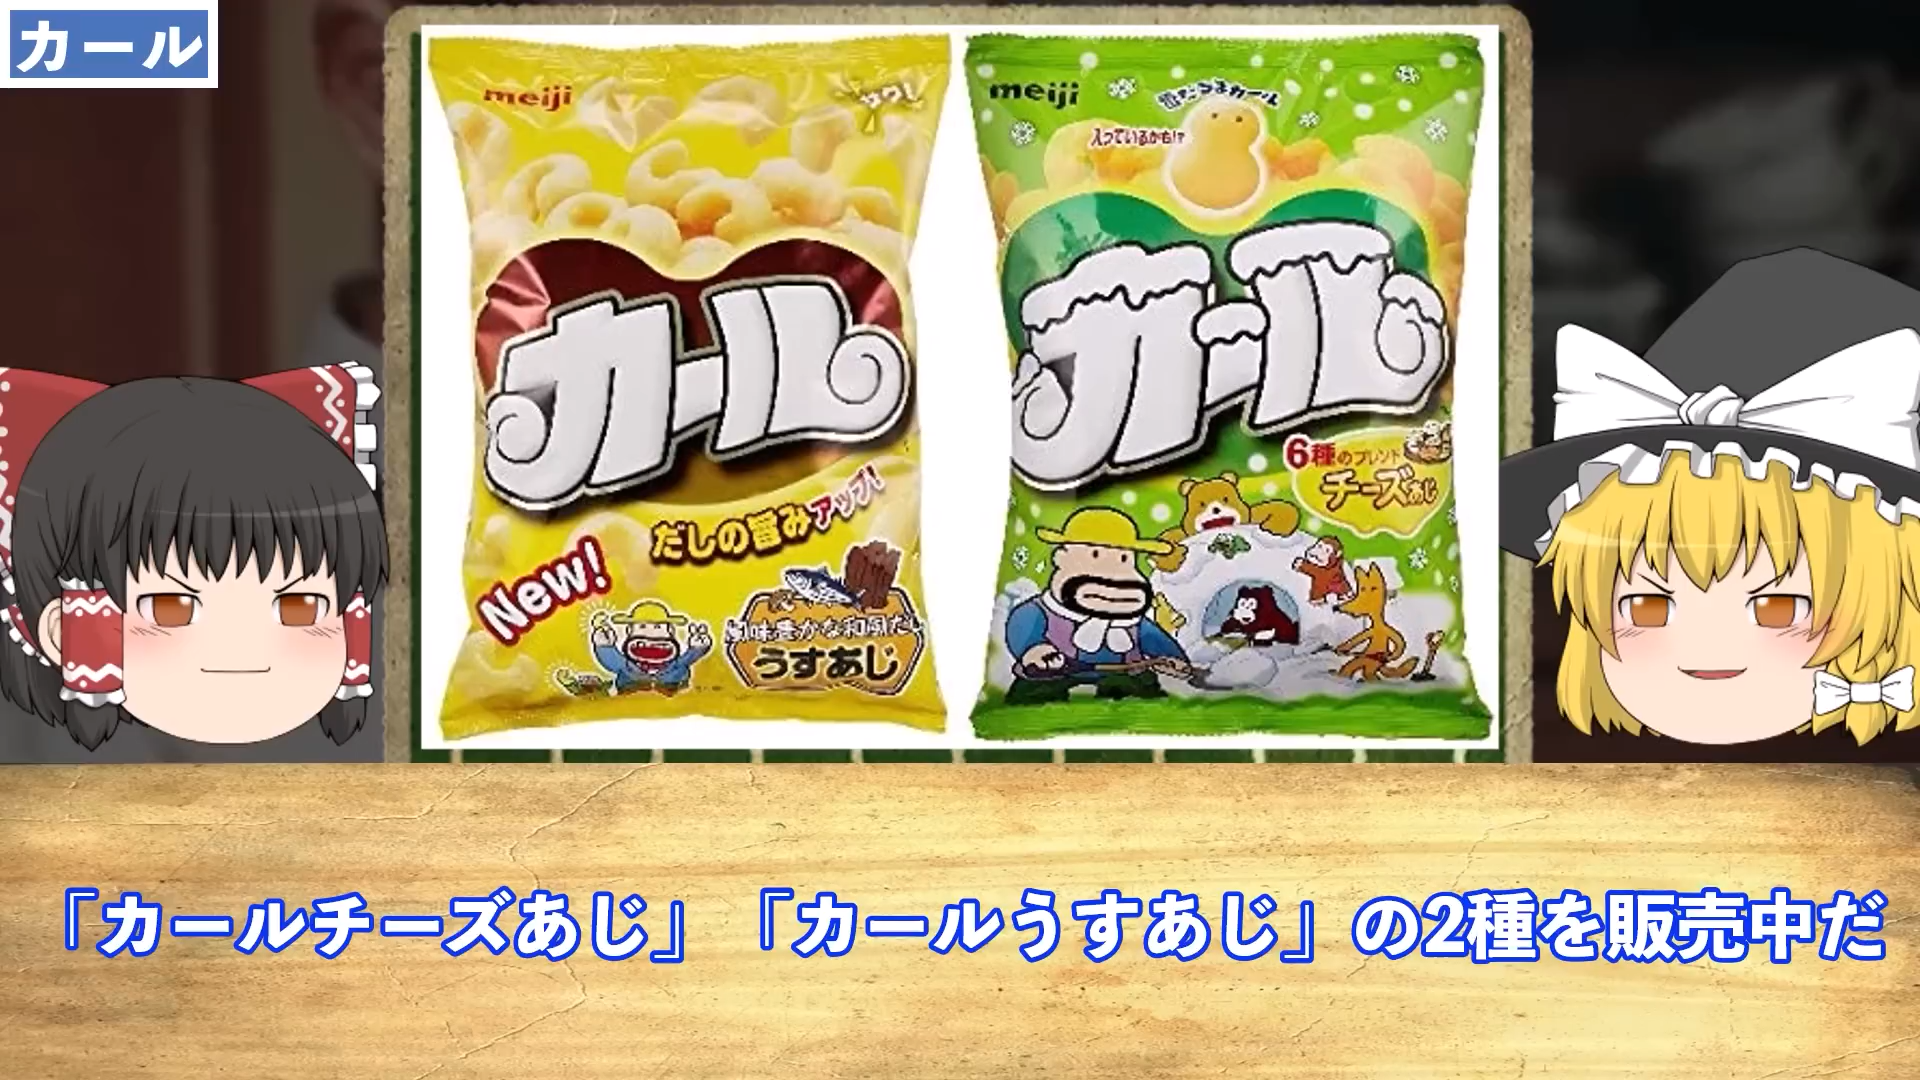 カール
meiji
サクッ
カール
だしの旨みアップ!
New!
風味豊かな和風だし
うすあじ
meiji
雪だるまカール
入っているかも!?
カール
6種のブレンド
チーズあじ
「カールチーズあじ」「カールうすあじ」の2種を販売中だ